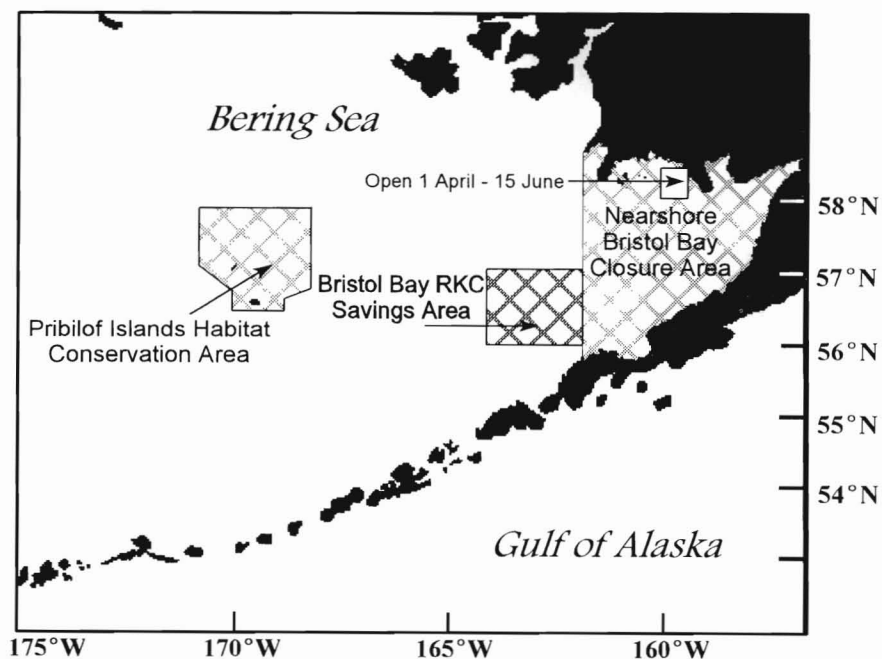 Bering Sea
Open 1 April - 15 June
58°N
Nearshore
Bristol Bay
Closure Area
Bristol Bay RKC
Savings Area
57°N
Pribilof Islands Habitat
Conservation Area
56°N
55°N
54°N
Gulf of Alaska
175°W
170°W
165°W
160°W